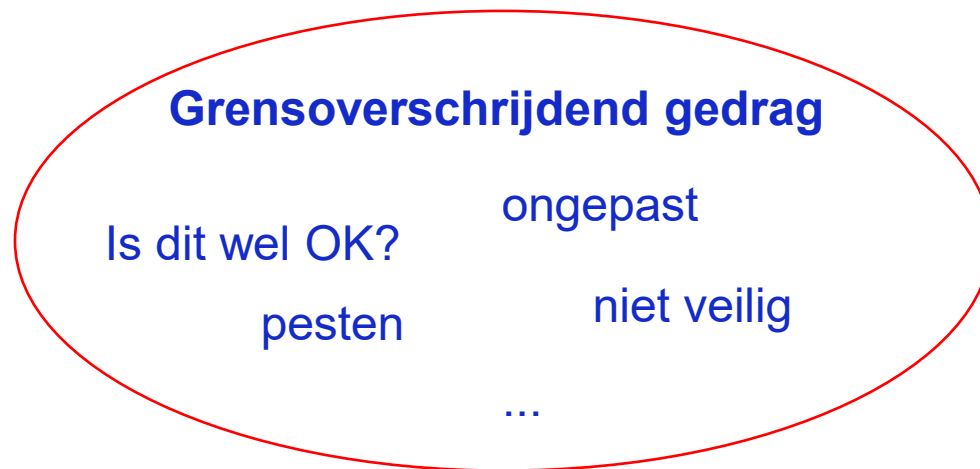 Grensoverschrijdend gedrag
ongepast
Is dit wel OK?
niet veilig
pesten
...